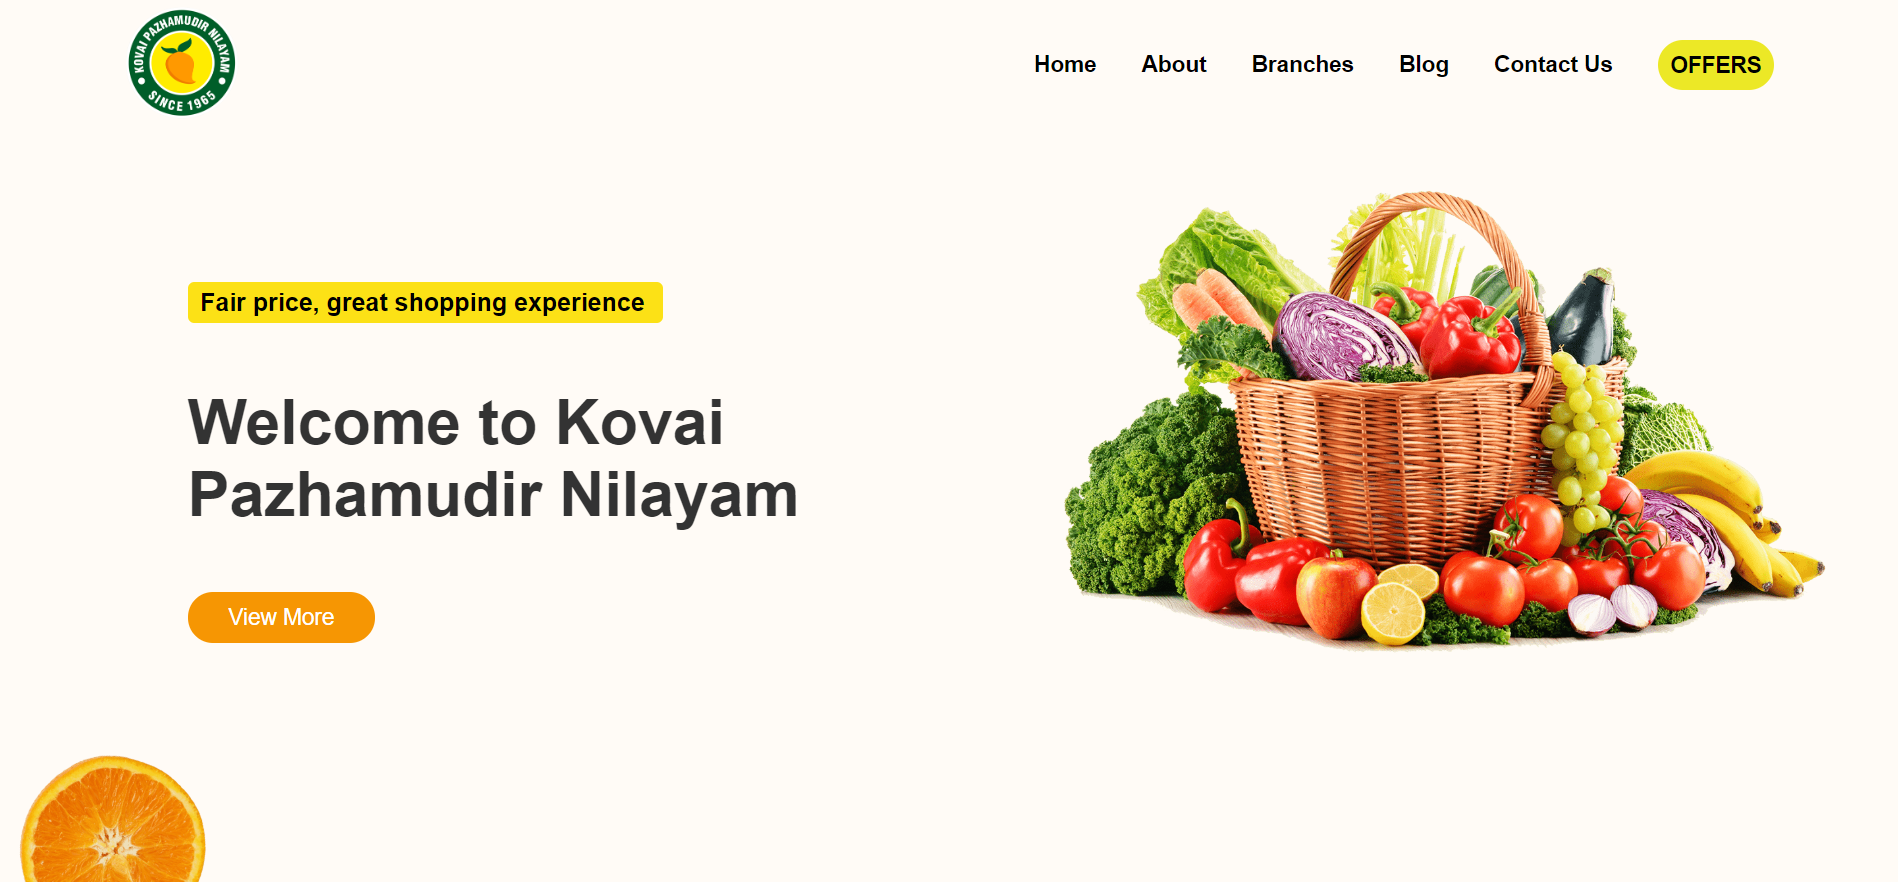 KOVAI PAZHAMUDIR NILAYAM
SINCE 1965
Home About Branches Blog Contact Us OFFERS
Fair price, great shopping experience
Welcome to Kovai
Pazhamudir Nilayam
View More